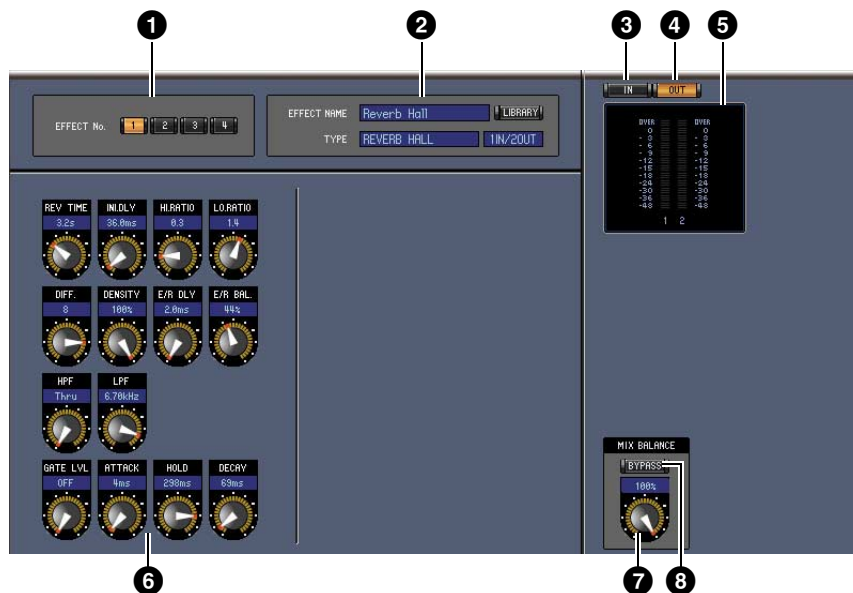 1 2 3 4 5
IN OUT
EFFECT No. 1 2 3 4
EFFECT NAME Reverb Hall LIBRARY
TYPE REVERB HALL 1IN/2OUT
OVER OVER
0 0
- 3 - 3
- 6 - 6
- 9 - 9
-12 -12
-15 -15
-18 -18
-24 -24
-30 -30
-36 -36
-48 -48
1 2
REV TIME INI.DLY HI.RATIO LO.RATIO
3.2s 36.0ms 0.3 1.4
DIFF. DENSITY E/R DLY E/R BAL.
8 100% 2.0ms 44%
HPF LPF
Thru 6.70kHz
GATE LVL ATTACK HOLD DECAY
OFF 4ms 298ms 69ms
MIX BALANCE
BYPASS
100%
6 7 8